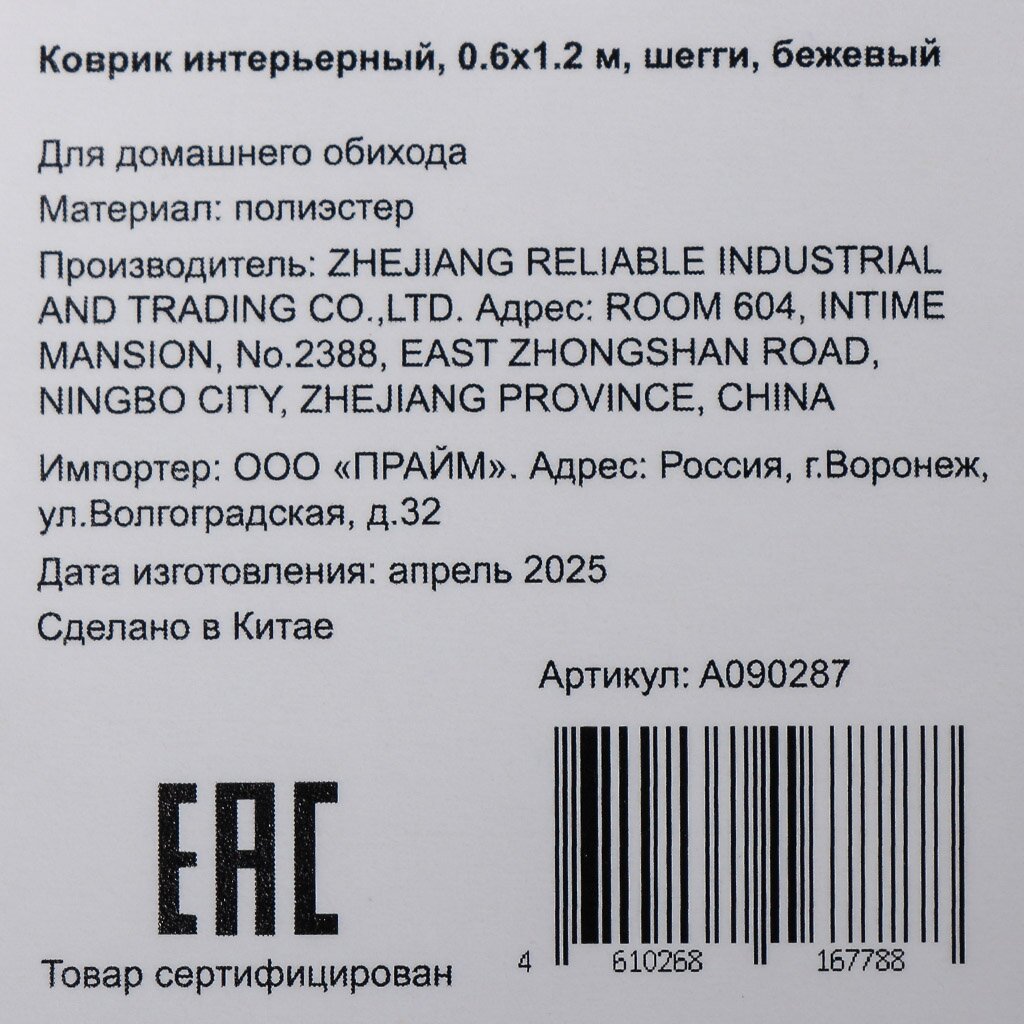 Коврик интерьерный, 0.6х1.2 м, шегги, бежевый
Для домашнего обихода
Материал: полиэстер
Производитель: ZHEJIANG RELIABLE INDUSTRIAL
AND TRADING CO.,LTD. Адрес: ROOM 604, INTIME
MANSION, No.2388, EAST ZHONGSHAN ROAD,
NINGBO CITY, ZHEJIANG PROVINCE, CHINA
Импортер: ООО «ПРАЙМ». Адрес: Россия, г.Воронеж,
ул.Волгоградская, д.32
Дата изготовления: апрель 2025
Сделано в Китае
Артикул: A090287
EAC
Товар сертифицирован
4 610268 167788